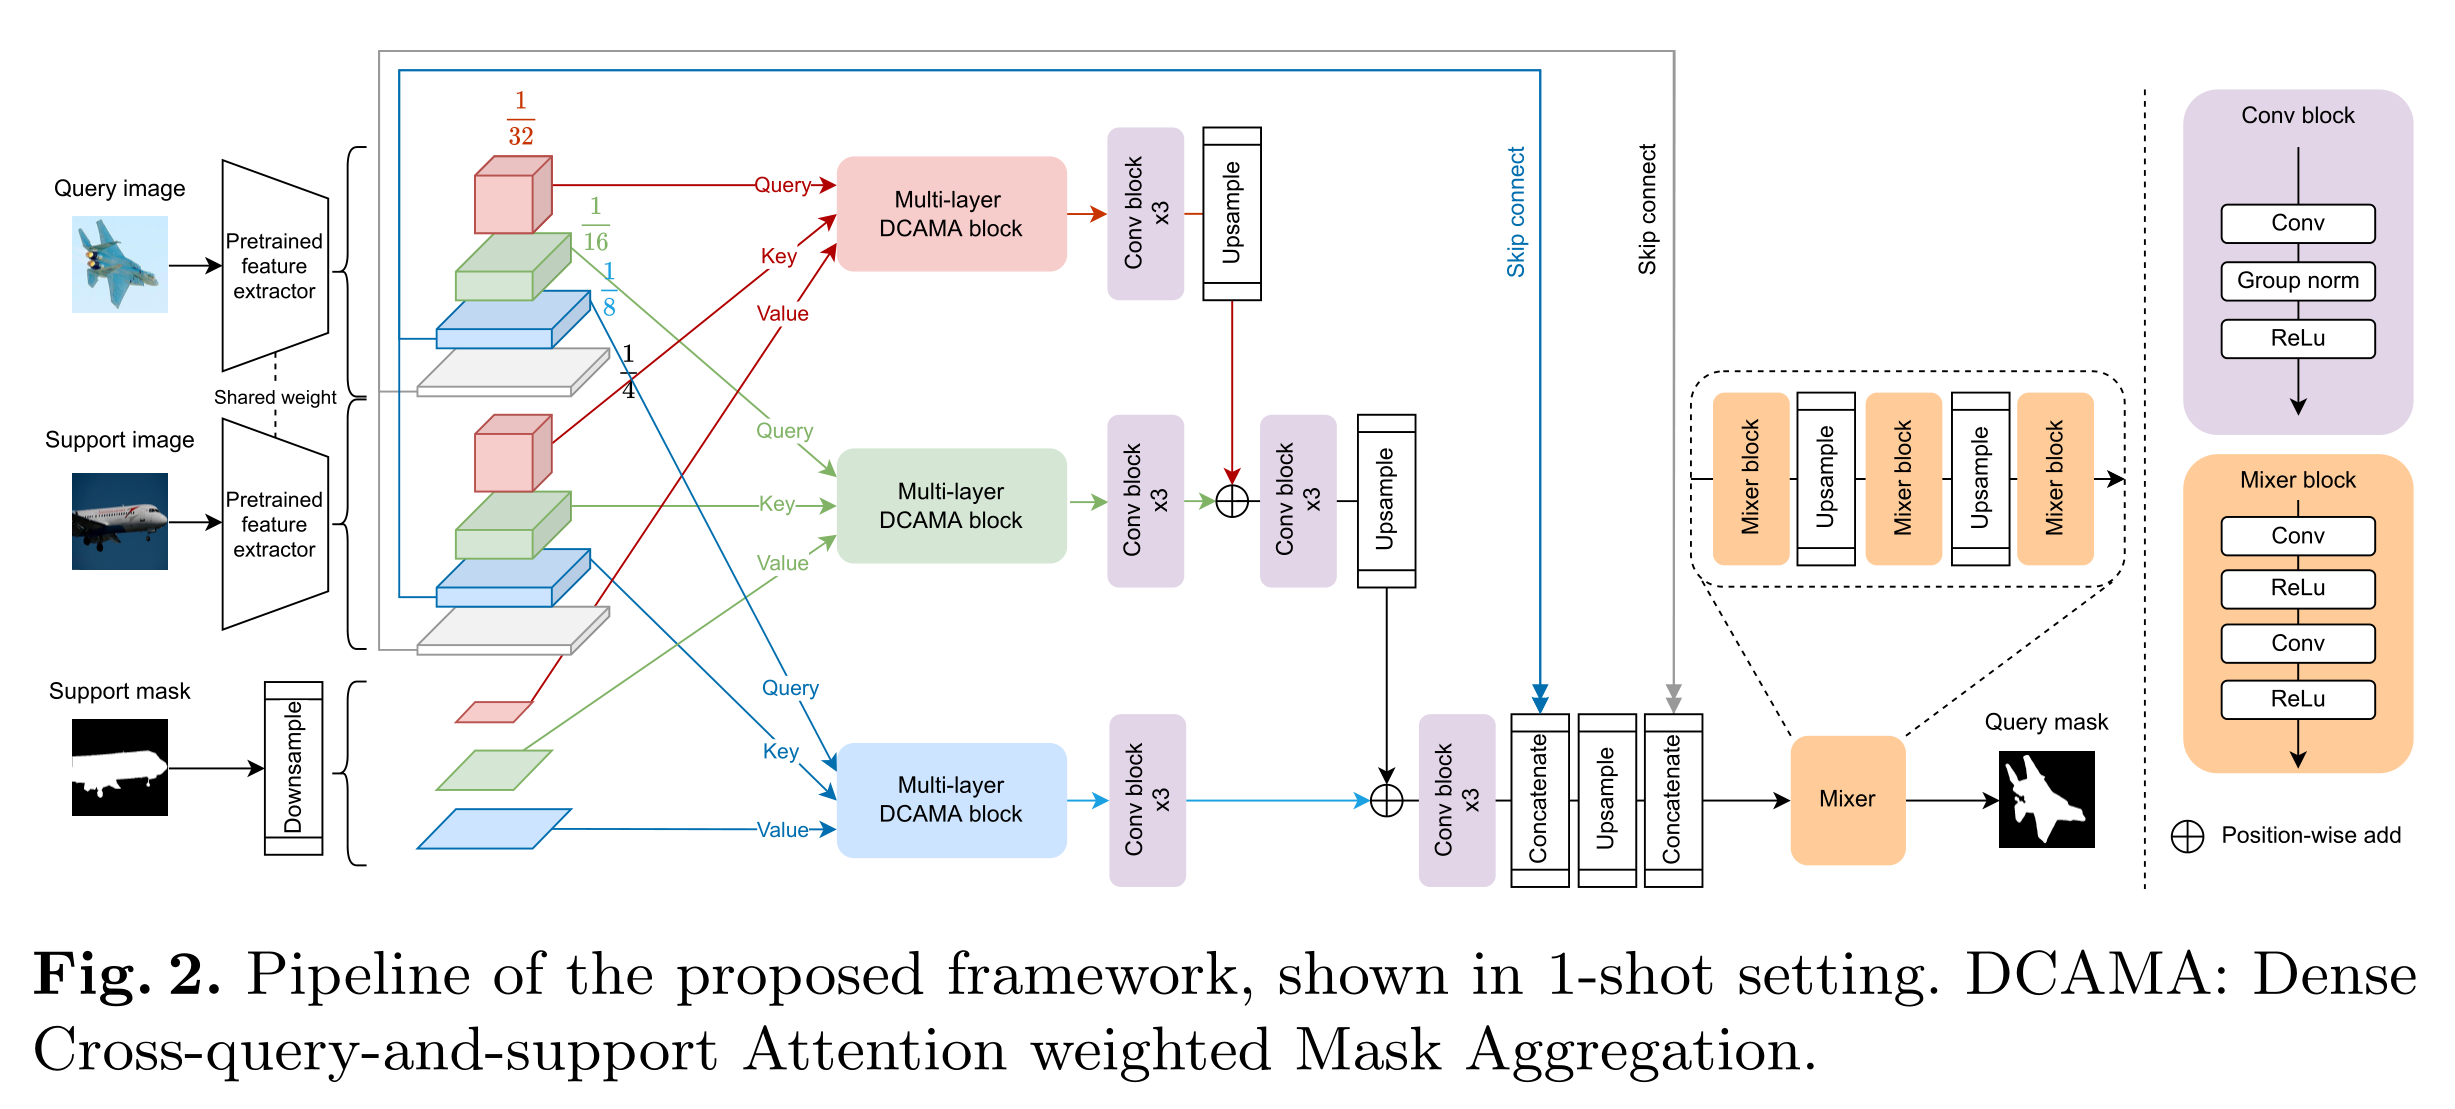 Query image
Pretrained
feature
extractor
Shared weight
Support image
Pretrained
feature
extractor
Support mask
Downsample
1
32
1
16
1
8
1
4
Query
Key
Value
Multi-layer
DCAMA block
Conv block
x3
Upsample
Query
Key
Value
Multi-layer
DCAMA block
Conv block
x3
Conv block
x3
Upsample
Query
Key
Value
Multi-layer
DCAMA block
Conv block
x3
Conv block
x3
Skip connect
Skip connect
Concatenate
Upsample
Concatenate
Mixer block
Upsample
Mixer block
Upsample
Mixer block
Mixer
Query mask
Conv block
Conv
Group norm
ReLu
Mixer block
Conv
ReLu
Conv
ReLu
Position-wise add
Fig. 2. Pipeline of the proposed framework, shown in 1-shot setting. DCAMA: Dense
Cross-query-and-support Attention weighted Mask Aggregation.